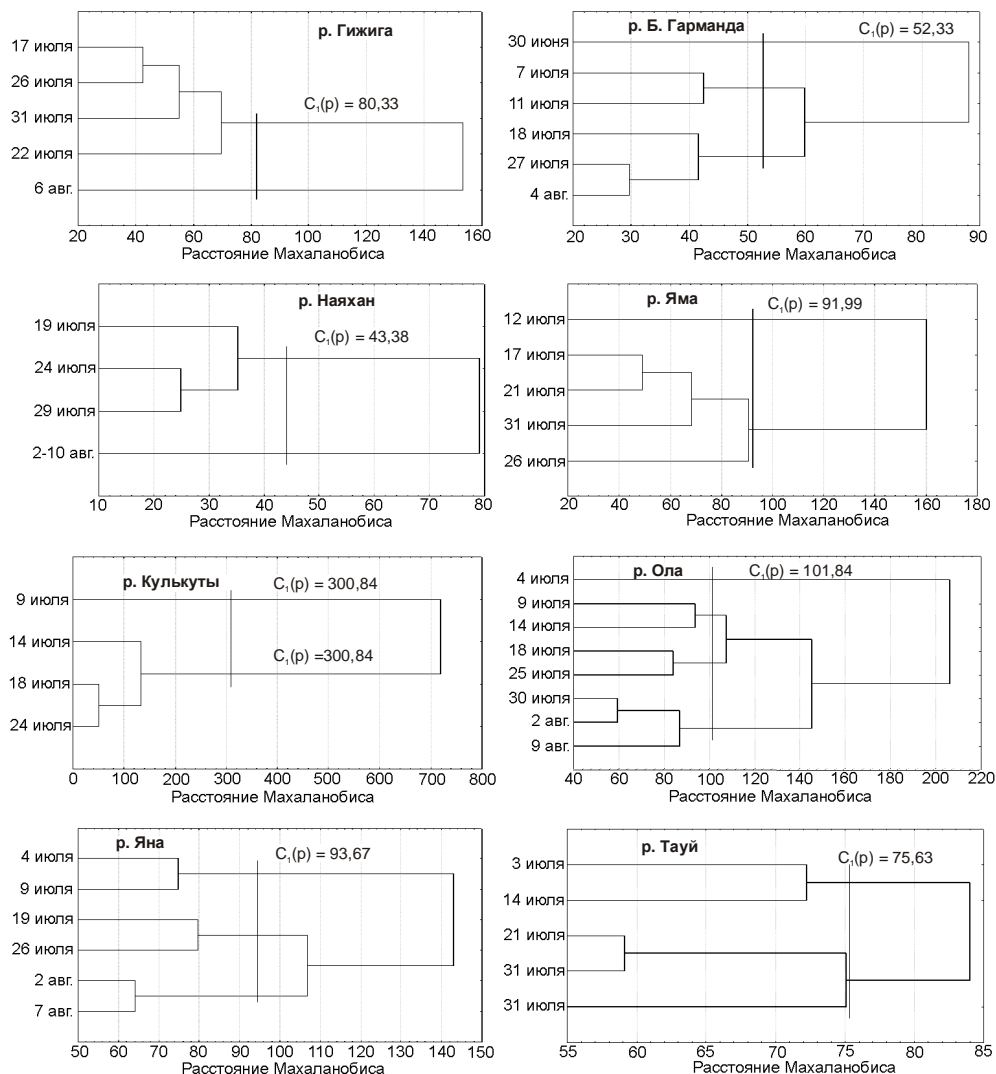 р. Гижига
C₁(p) = 80,33
17 июля
26 июля
31 июля
22 июля
6 авг.
20 40 60 80 100 120 140 160
Расстояние Махаланобиса
р. Б. Гарманда
C₁(p) = 52,33
30 июня
7 июля
11 июля
18 июля
27 июля
4 авг.
20 30 40 50 60 70 80 90
Расстояние Махаланобиса
р. Наяхан
C₁(p) = 43,38
19 июля
24 июля
29 июля
2-10 авг.
10 20 30 40 50 60 70 80
Расстояние Махаланобиса
р. Яма
C₁(p) = 91,99
12 июля
17 июля
21 июля
31 июля
26 июля
20 40 60 80 100 120 140 160 180
Расстояние Махаланобиса
р. Кулькуты
C₁(p) = 300,84
9 июля
14 июля
C₁(p) =300,84
18 июля
24 июля
0 100 200 300 400 500 600 700 800
Расстояние Махаланобиса
р. Ола
C₁(p) = 101,84
4 июля
9 июля
14 июля
18 июля
25 июля
30 июля
2 авг.
9 авг.
40 60 80 100 120 140 160 180 200 220
Расстояние Махаланобиса
р. Яна
C₁(p) = 93,67
4 июля
9 июля
19 июля
26 июля
2 авг.
7 авг.
50 60 70 80 90 100 110 120 130 140 150
Расстояние Махаланобиса
р. Тауй
C₁(p) = 75,63
3 июля
14 июля
21 июля
31 июля
31 июля
55 60 65 70 75 80 85
Расстояние Махаланобиса